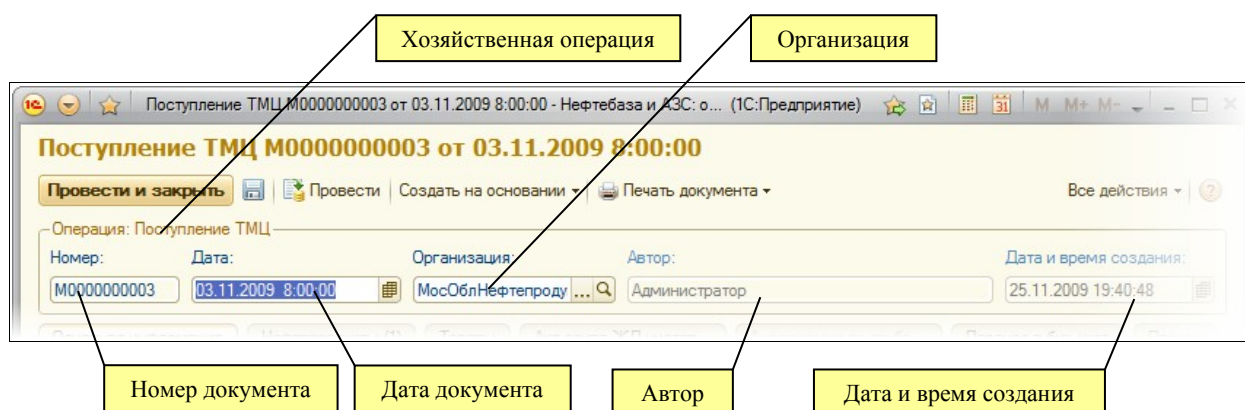 Хозяйственная операция
Организация
Поступление ТМЦ М0000000003 от 03.11.2009 8:00:00 - Нефтебаза и АЗС: о... (1С:Предприятие) 31 M M+ M-
Поступление ТМЦ М0000000003 от 03.11.2009 8:00:00
Провести и закрыть Провести Создать на основании Печать документа Все действия ?
Операция: Поступление ТМЦ
Номер: Дата: Организация: Автор: Дата и время создания:
М0000000003 03.11.2009 8:00:00 МосОблНефтепроду ... Администратор 25.11.2009 19:40:48
Номер документа
Дата документа
Автор
Дата и время создания